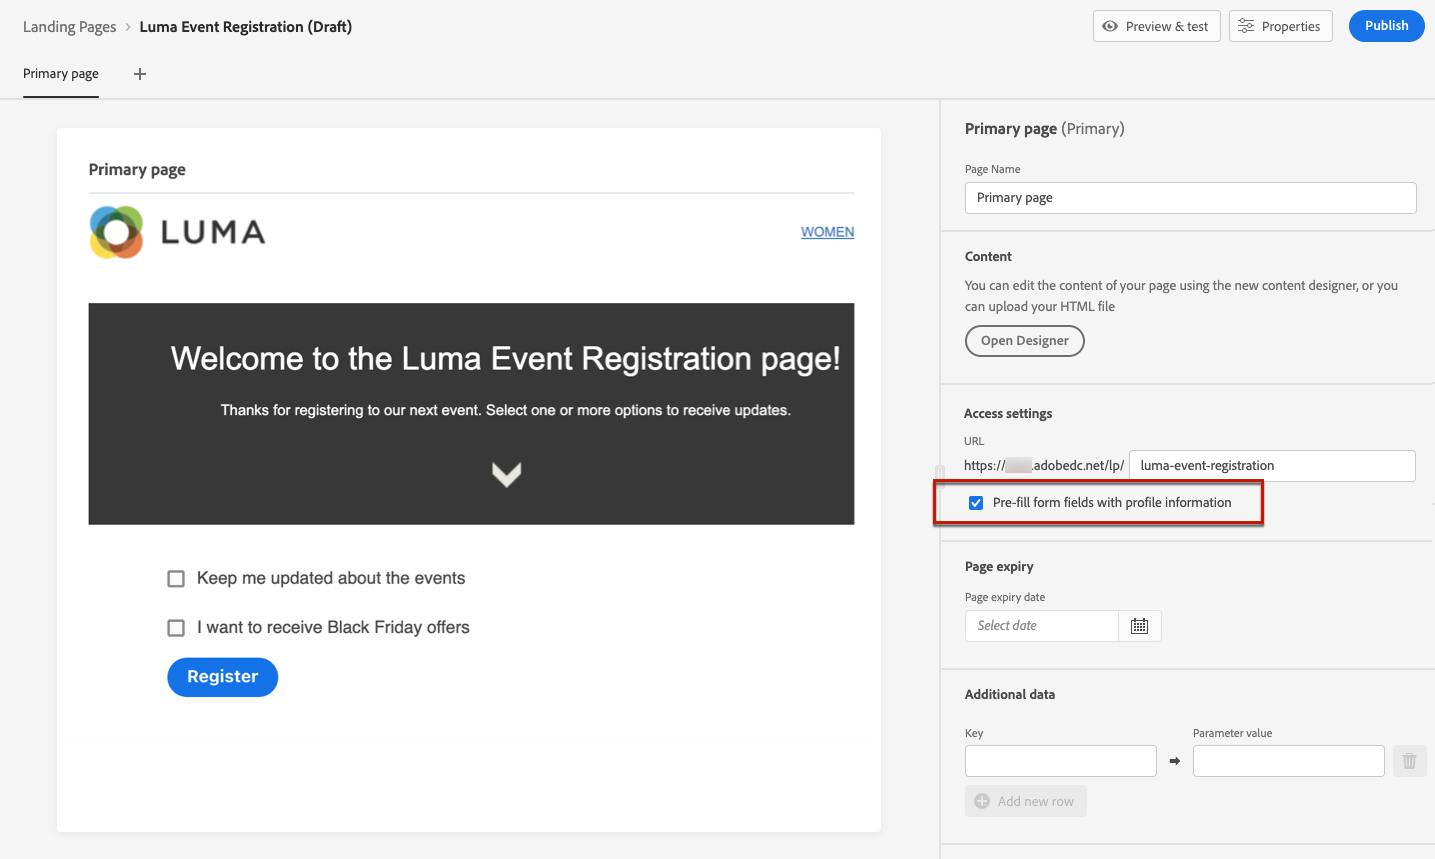 Landing Pages > Luma Event Registration (Draft)
Preview & test
Properties
Publish
Primary page
Primary page
LUMA
WOMEN
Welcome to the Luma Event Registration page!
Thanks for registering to our next event. Select one or more options to receive updates.
Keep me updated about the events
I want to receive Black Friday offers
Register
Primary page (Primary)
Page Name
Primary page
Content
You can edit the content of your page using the new content designer, or you
can upload your HTML file
Open Designer
Access settings
URL
https:// .adobedc.net/lp/ luma-event-registration
Pre-fill form fields with profile information
Page expiry
Page expiry date
Select date
Additional data
Key
Parameter value
Add new row